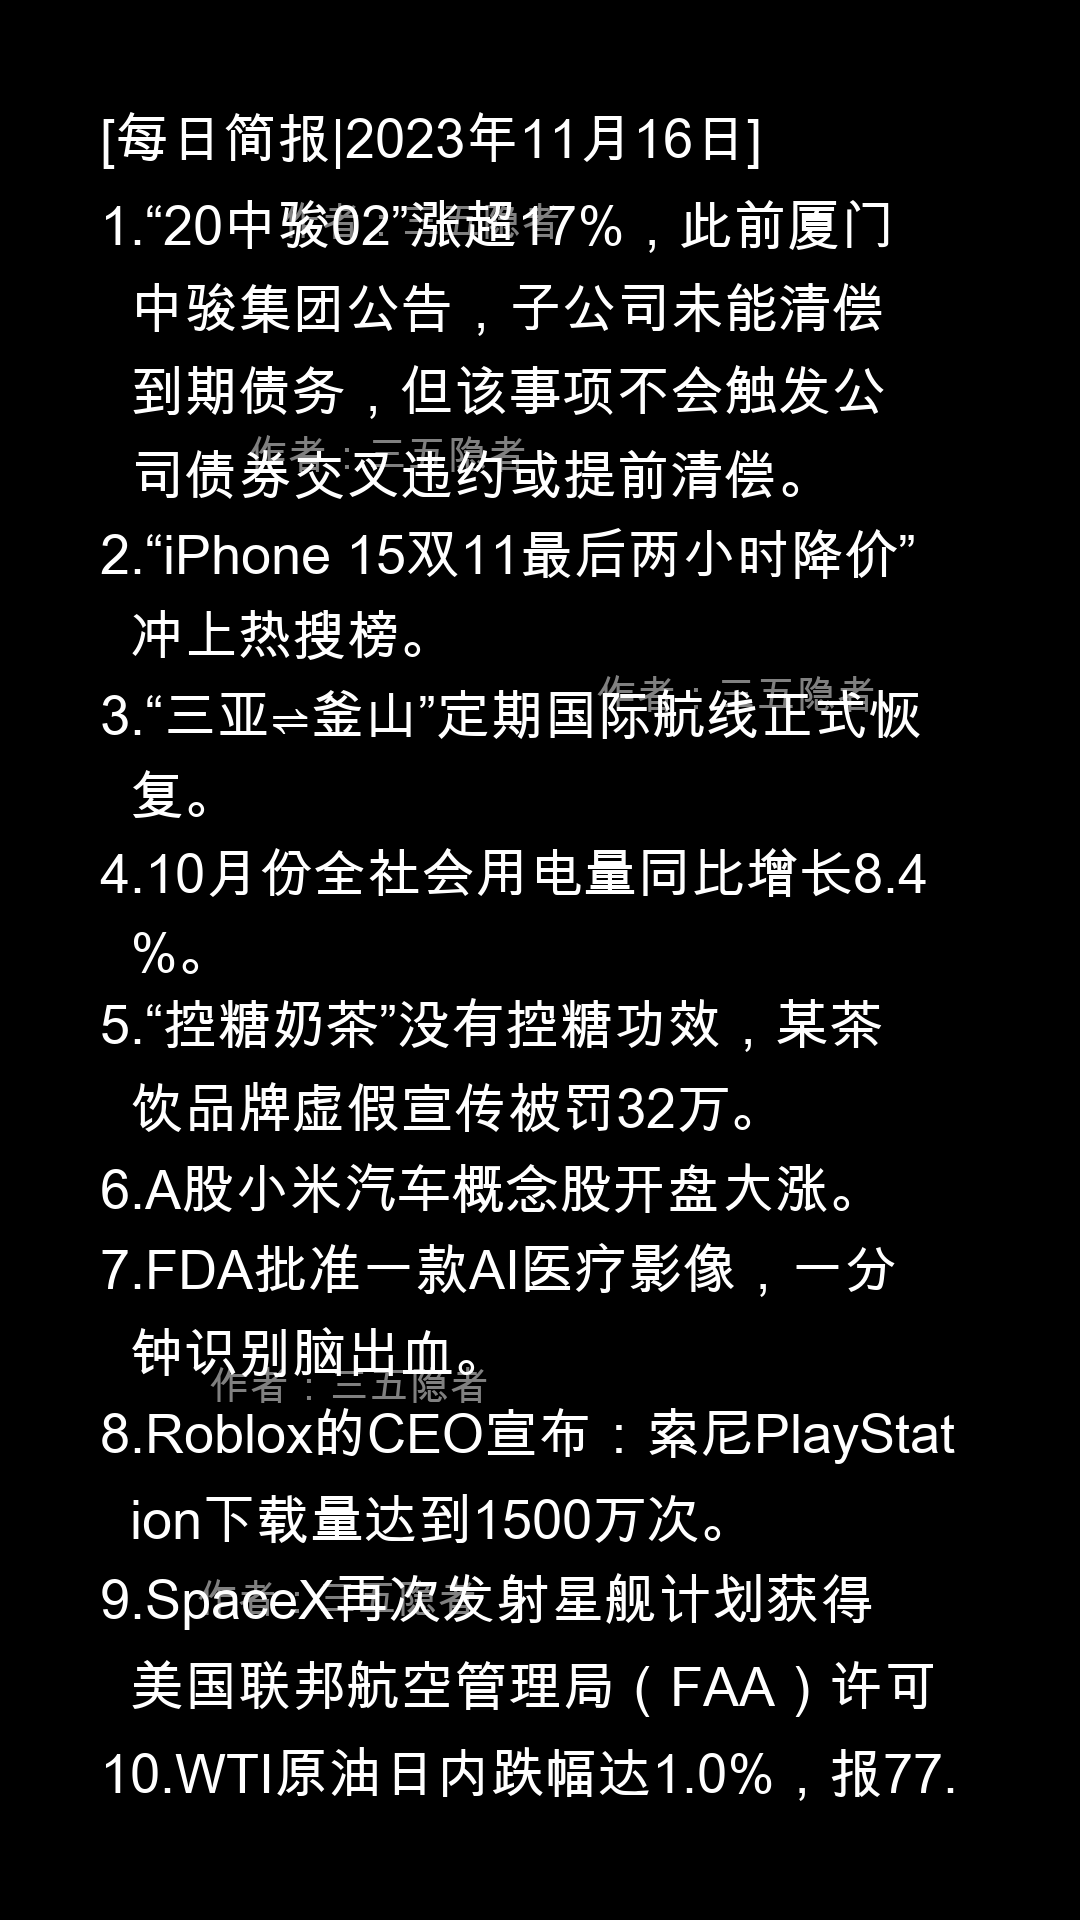 [每日简报|2023年11月16日]
1.“20中骏02”涨超17%，此前厦门
作者：三五隐者
中骏集团公告，子公司未能清偿
到期债务，但该事项不会触发公
作者：三五隐者
司债券交叉违约或提前清偿。
2.“iPhone 15双11最后两小时降价”
冲上热搜榜。
作者：三五隐者
3.“三亚⇌釜山”定期国际航线正式恢
复。
4.10月份全社会用电量同比增长8.4
%。
5.“控糖奶茶”没有控糖功效，某茶
饮品牌虚假宣传被罚32万。
6.A股小米汽车概念股开盘大涨。
7.FDA批准一款AI医疗影像，一分
钟识别脑出血。
作者：三五隐者
8.Roblox的CEO宣布：索尼PlayStat
ion下载量达到1500万次。
9.SpaceX再次发射星舰计划获得
作者：三五隐者
美国联邦航空管理局（FAA）许可
10.WTI原油日内跌幅达1.0%，报77.